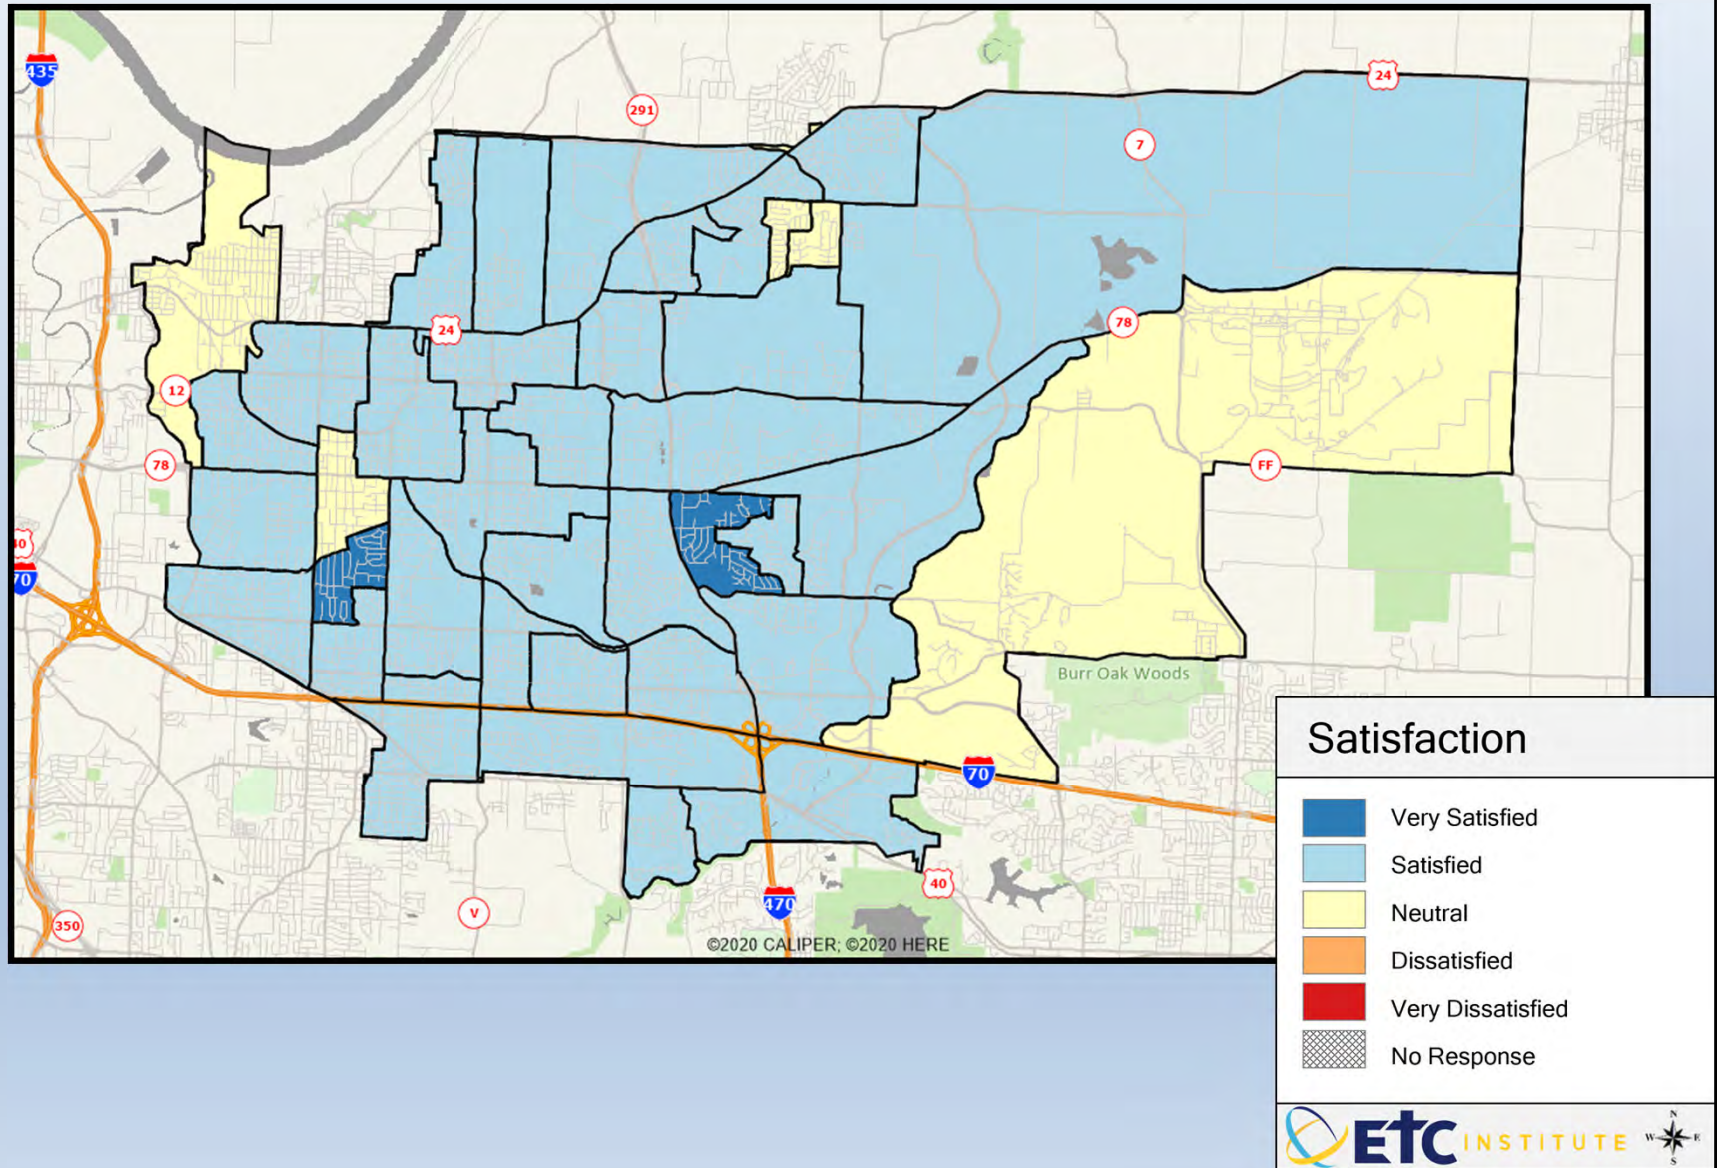 435
24
291
7
24
78
12
78
FF
40
70
Burr Oak Woods
70
40
470
V
350
©2020 CALIPER; ©2020 HERE
Satisfaction
Very Satisfied
Satisfied
Neutral
Dissatisfied
Very Dissatisfied
No Response
ETC INSTITUTE
N
W E
S